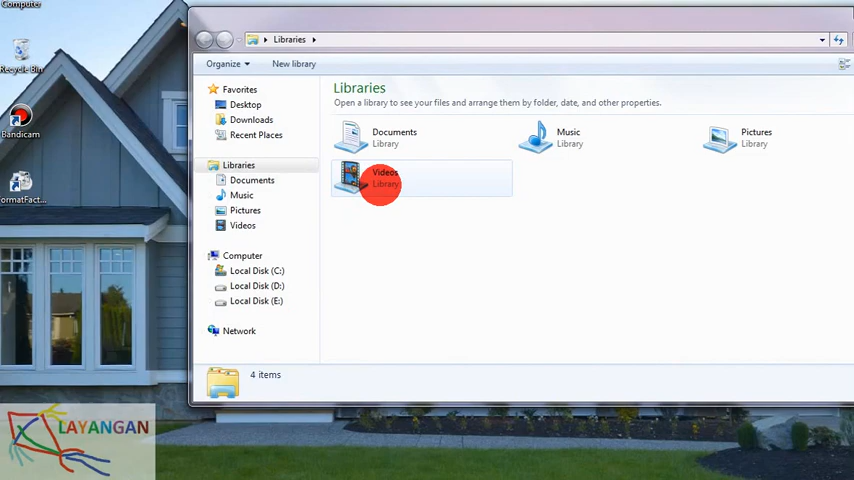 Computer
Recycle Bin
Bandicam
FormatFact...
Libraries
Organize
New library
Favorites
Desktop
Downloads
Recent Places
Libraries
Documents
Music
Pictures
Videos
Computer
Local Disk (C:)
Local Disk (D:)
Local Disk (E:)
Network
Libraries
Open a library to see your files and arrange them by folder, date, and other properties.
Documents
Library
Music
Library
Pictures
Library
Videos
Library
4 items
LAYANGAN